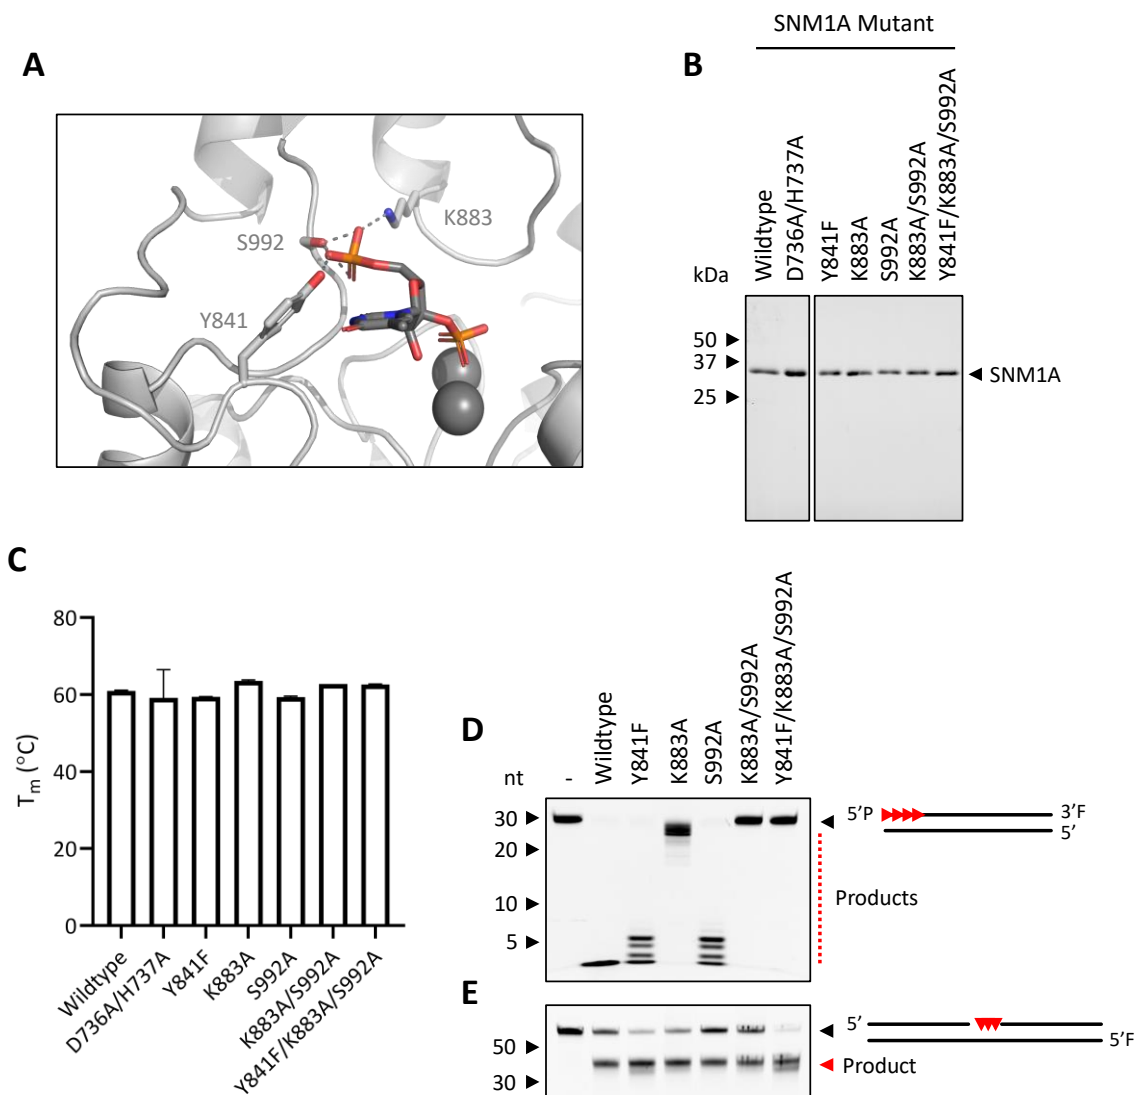 A
S992
K883
Y841
SNM1A Mutant
B
Wildtype
D736A/H737A
Y841F
K883A
S992A
K883A/S992A
Y841F/K883A/S992A
kDa
50
37
25
SNM1A
C
80
60
40
20
0
Tm (°C)
Wildtype
D736A/H737A
Y841F
K883A
S992A
K883A/S992A
Y841F/K883A/S992A
D
-
Wildtype
Y841F
K883A
S992A
K883A/S992A
Y841F/K883A/S992A
nt
30
20
10
5
5’P
3’F
5’
Products
E
50
30
5’
5’F
Product